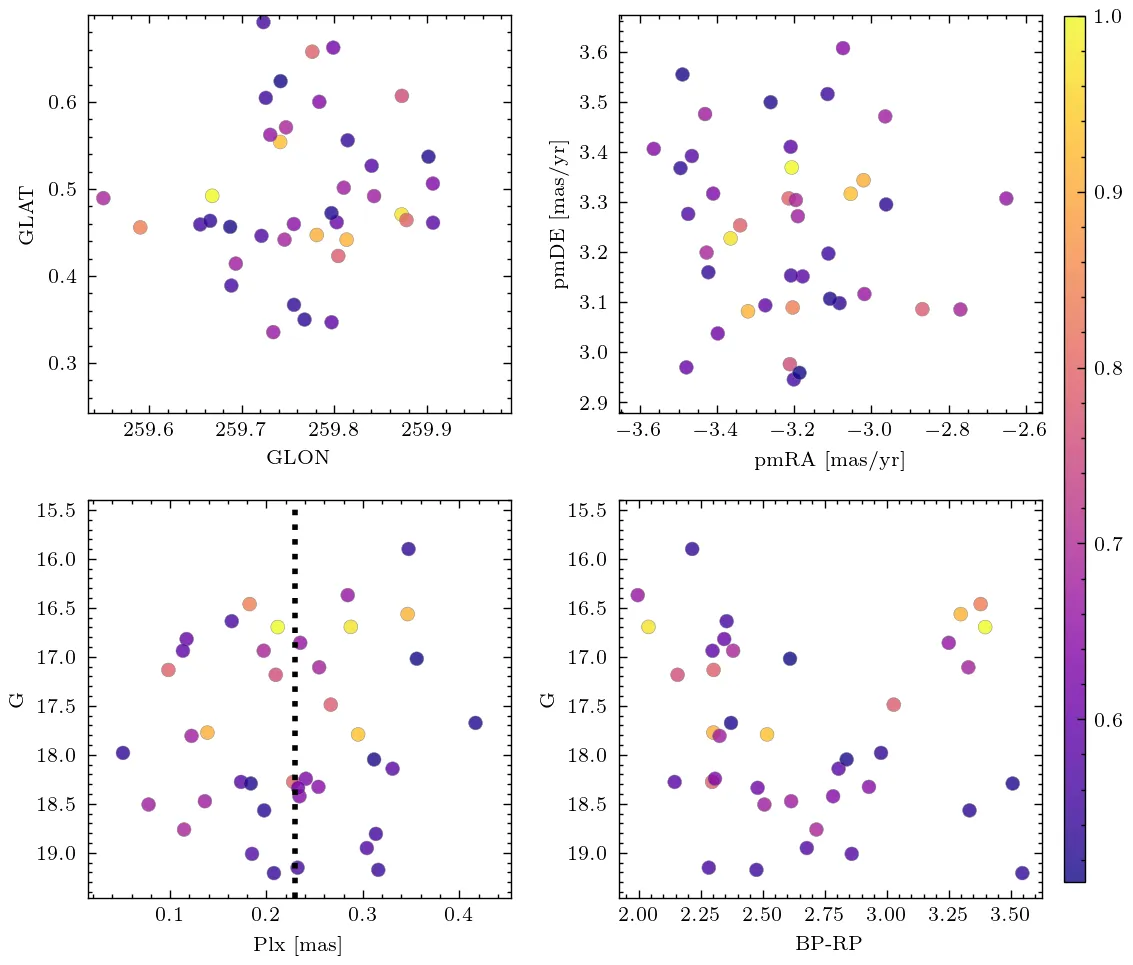 0.6
0.5
0.4
0.3
GLAT
259.6 259.7 259.8 259.9
GLON
3.6
3.5
3.4
3.3
3.2
3.1
3.0
2.9
pmDE [mas/yr]
−3.6 −3.4 −3.2 −3.0 −2.8 −2.6
pmRA [mas/yr]
15.5
16.0
16.5
17.0
17.5
18.0
18.5
19.0
G
0.1 0.2 0.3 0.4
Plx [mas]
15.5
16.0
16.5
17.0
17.5
18.0
18.5
19.0
G
2.00 2.25 2.50 2.75 3.00 3.25 3.50
BP-RP
1.0
0.9
0.8
0.7
0.6